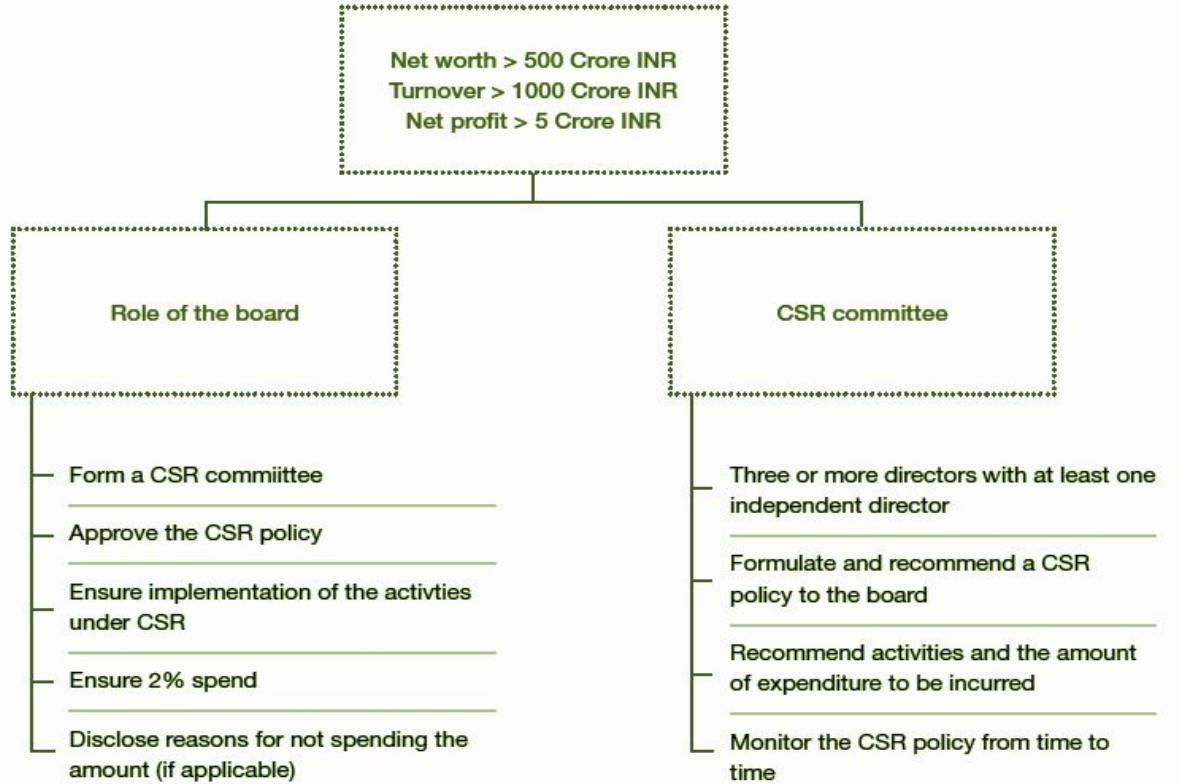 Net worth > 500 Crore INR
Turnover > 1000 Crore INR
Net profit > 5 Crore INR
Role of the board
Form a CSR commiittee
Approve the CSR policy
Ensure implementation of the activties
under CSR
Ensure 2% spend
Disclose reasons for not spending the
amount (if applicable)
CSR committee
Three or more directors with at least one
independent director
Formulate and recommend a CSR
policy to the board
Recommend activities and the amount
of expenditure to be incurred
Monitor the CSR policy from time to
time